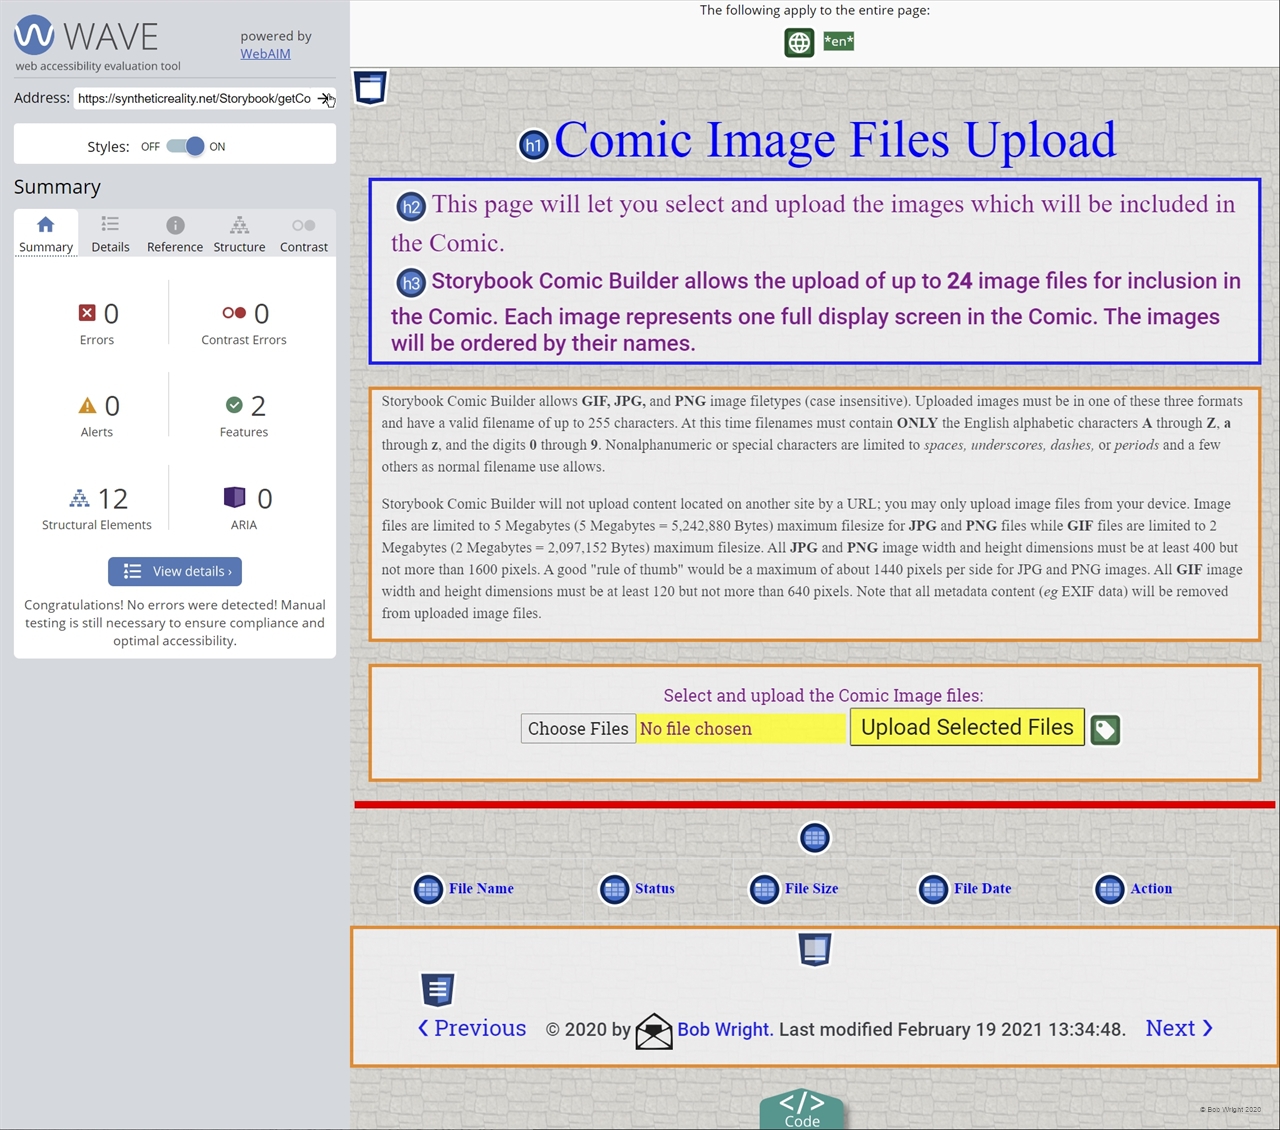 WAVE
powered by
WebAIM
web accessibility evaluation tool
Address: https://syntheticreality.net/Storybook/getCo
Styles: OFF ON
Summary
Summary Details Reference Structure Contrast
0 0
Errors Contrast Errors
0 2
Alerts Features
12 0
Structural Elements ARIA
View details ›
Congratulations! No errors were detected! Manual
testing is still necessary to ensure compliance and
optimal accessibility.
The following apply to the entire page:
*en*
h1 Comic Image Files Upload
h2 This page will let you select and upload the images which will be included in
the Comic.
h3 Storybook Comic Builder allows the upload of up to 24 image files for inclusion in
the Comic. Each image represents one full display screen in the Comic. The images
will be ordered by their names.
Storybook Comic Builder allows GIF, JPG, and PNG image filetypes (case insensitive). Uploaded images must be in one of these three formats
and have a valid filename of up to 255 characters. At this time filenames must contain ONLY the English alphabetic characters A through Z, a
through z, and the digits 0 through 9. Nonalphanumeric or special characters are limited to spaces, underscores, dashes, or periods and a few
others as normal filename use allows.
Storybook Comic Builder will not upload content located on another site by a URL; you may only upload image files from your device. Image
files are limited to 5 Megabytes (5 Megabytes = 5,242,880 Bytes) maximum filesize for JPG and PNG files while GIF files are limited to 2
Megabytes (2 Megabytes = 2,097,152 Bytes) maximum filesize. All JPG and PNG image width and height dimensions must be at least 400 but
not more than 1600 pixels. A good "rule of thumb" would be a maximum of about 1440 pixels per side for JPG and PNG images. All GIF image
width and height dimensions must be at least 120 but not more than 640 pixels. Note that all metadata content (eg EXIF data) will be removed
from uploaded image files.
Select and upload the Comic Image files:
Choose Files No file chosen Upload Selected Files
File Name Status File Size File Date Action
‹ Previous © 2020 by Bob Wright. Last modified February 19 2021 13:34:48. Next ›
</>
Code
© Bob Wright 2020